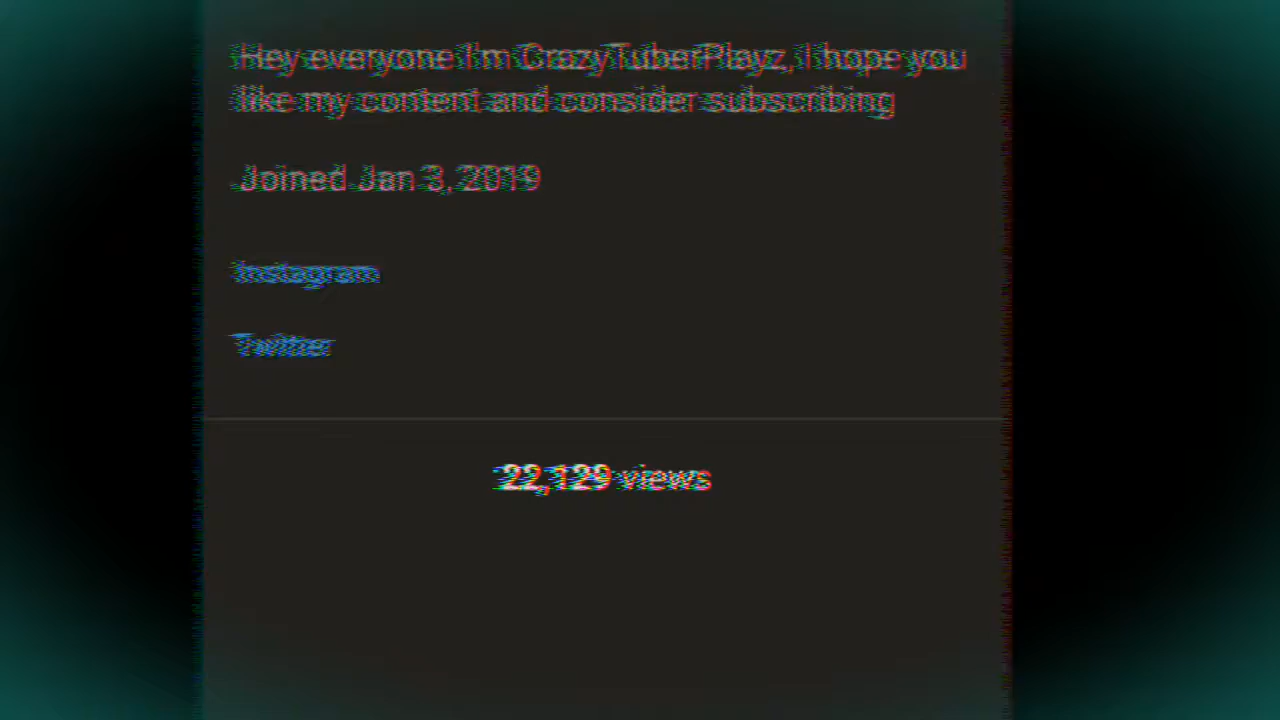 Hey everyone I'm CrazyTuberPlayz, I hope you
like my content and consider subscribing
Joined Jan 3, 2019
Instagram
Twitter
22,129 views